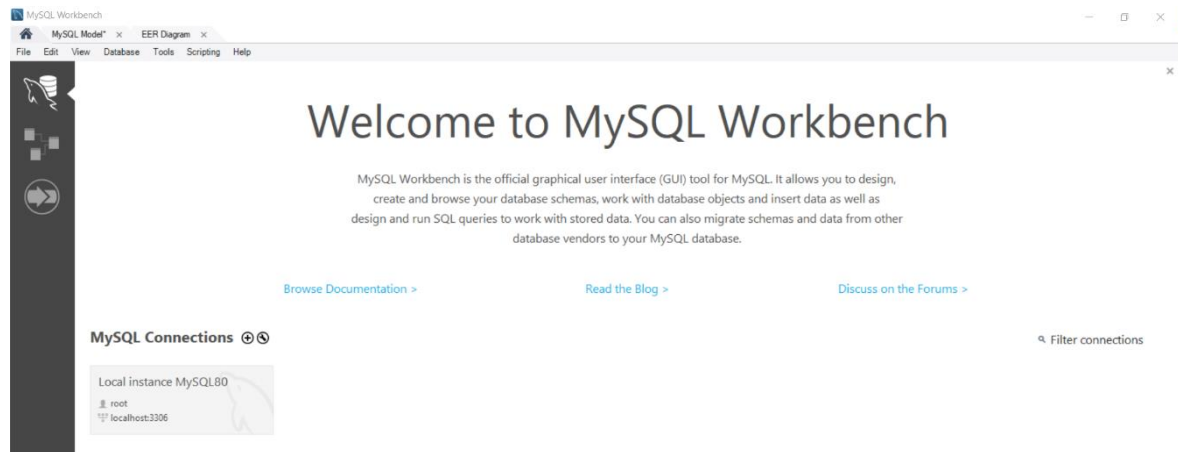 MySQL Workbench
MySQL Model* × EER Diagram ×
File Edit View Database Tools Scripting Help
Welcome to MySQL Workbench
MySQL Workbench is the official graphical user interface (GUI) tool for MySQL. It allows you to design,
create and browse your database schemas, work with database objects and insert data as well as
design and run SQL queries to work with stored data. You can also migrate schemas and data from other
database vendors to your MySQL database.
Browse Documentation > Read the Blog > Discuss on the Forums >
MySQL Connections Filter connections
Local instance MySQL80
root
localhost:3306